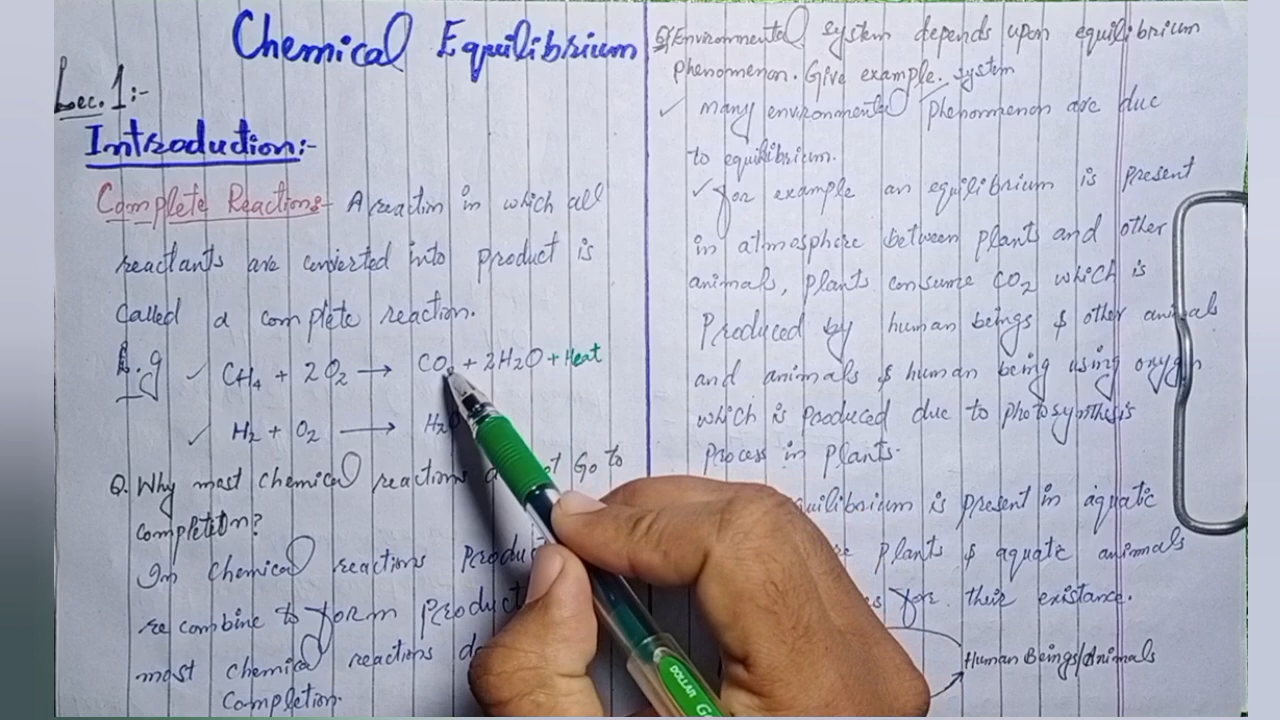 Chemical Equilibrium
Lec. 1:-
Introduction:-
Complete Reactions:- A reaction in which all
reactants are converted into product is
called a complete reaction.
E.g ✓ CH₄ + 2O₂ → CO₂ + 2H₂O + Heat
✓ H₂ + O₂ → H₂O
Q. Why most chemical reactions Go to
completion?
In chemical reactions
recombine to form product
most chemical reactions
completion.
Q Environmental system depends upon equilibrium
Phenomenon. Give example. system
✓ many environmental Phenomenon are due
to equilibrium.
✓ for example an equilibrium is present
in atmosphere between plants and other
animals, plants consume CO₂ which is
Produced by human beings & other animals
and animals & human being using oxygen
which is produced due to photosynthesis
Process in plants.
equilibrium is present in aquatic
plants & aquatic animals
for their existance.
Human Beings/Animals
DOLLAR